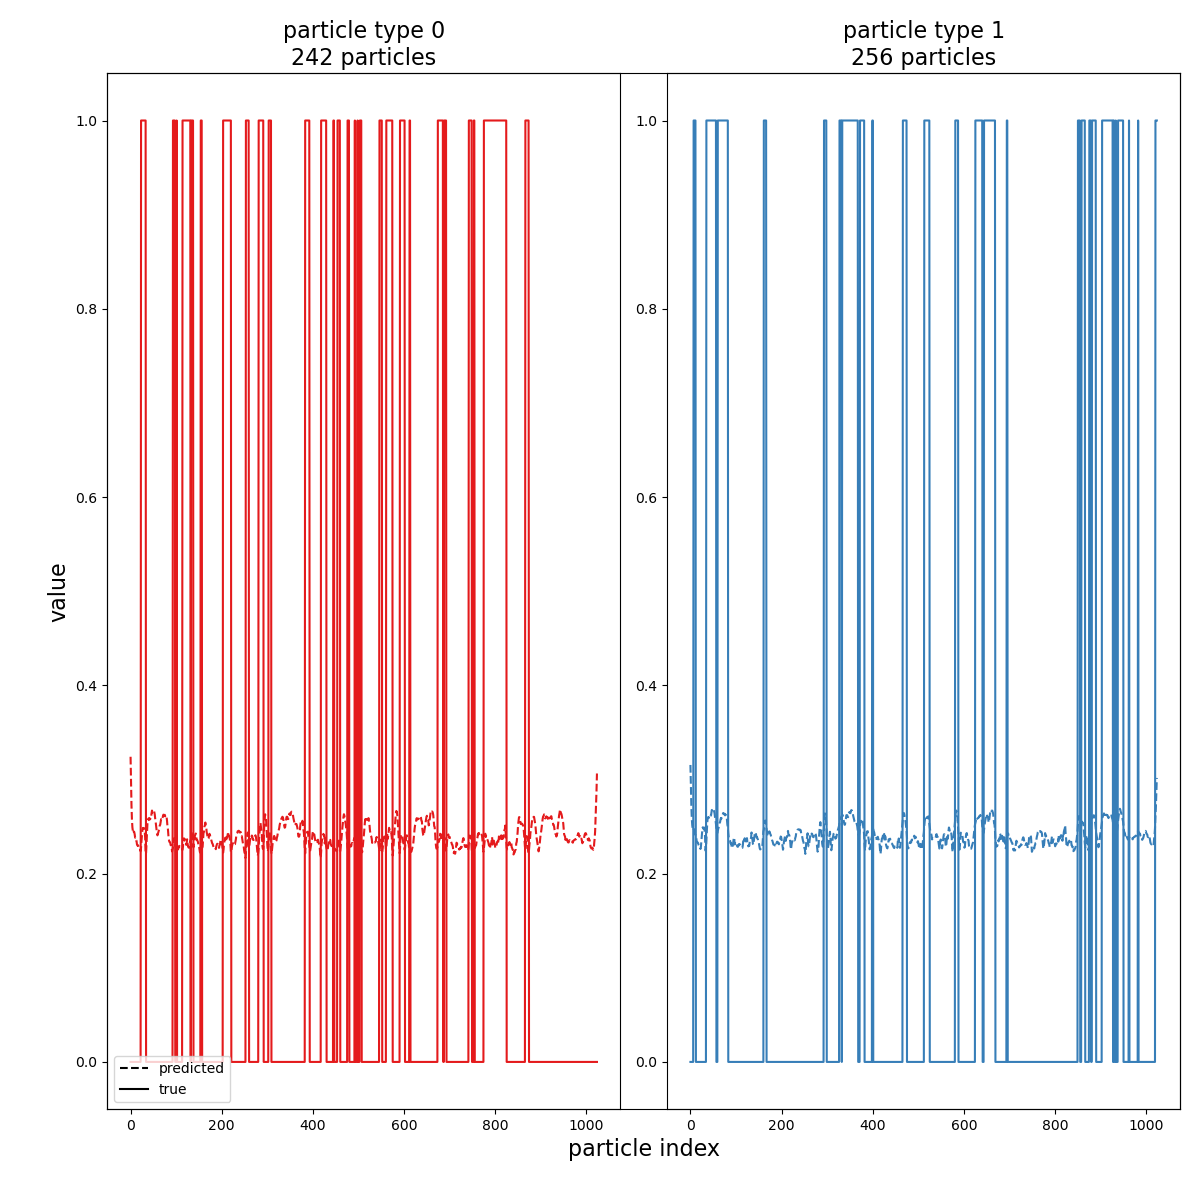 particle type 0
242 particles
particle type 1
256 particles
value
1.0
0.8
0.6
0.4
0.2
0.0
1.0
0.8
0.6
0.4
0.2
0.0
predicted
true
0 200 400 600 800 1000
0 200 400 600 800 1000
particle index